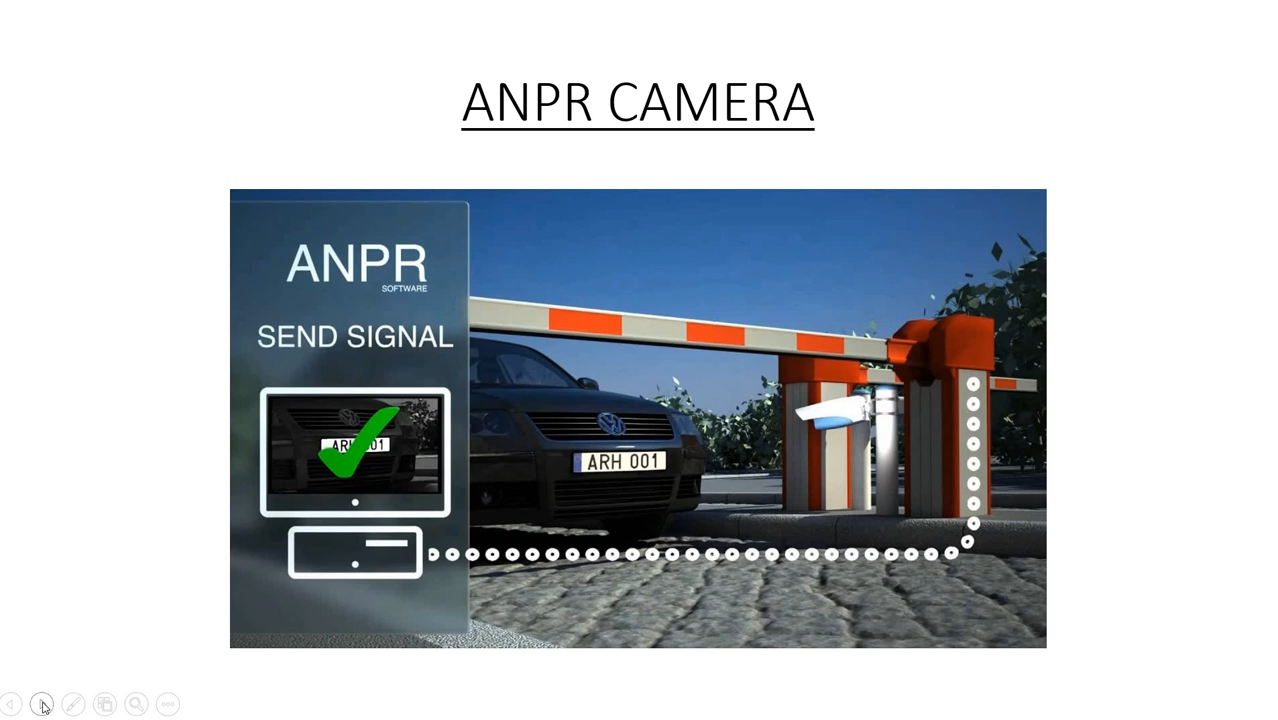 ANPR CAMERA
ANPR
SOFTWARE
SEND SIGNAL
ARH 001